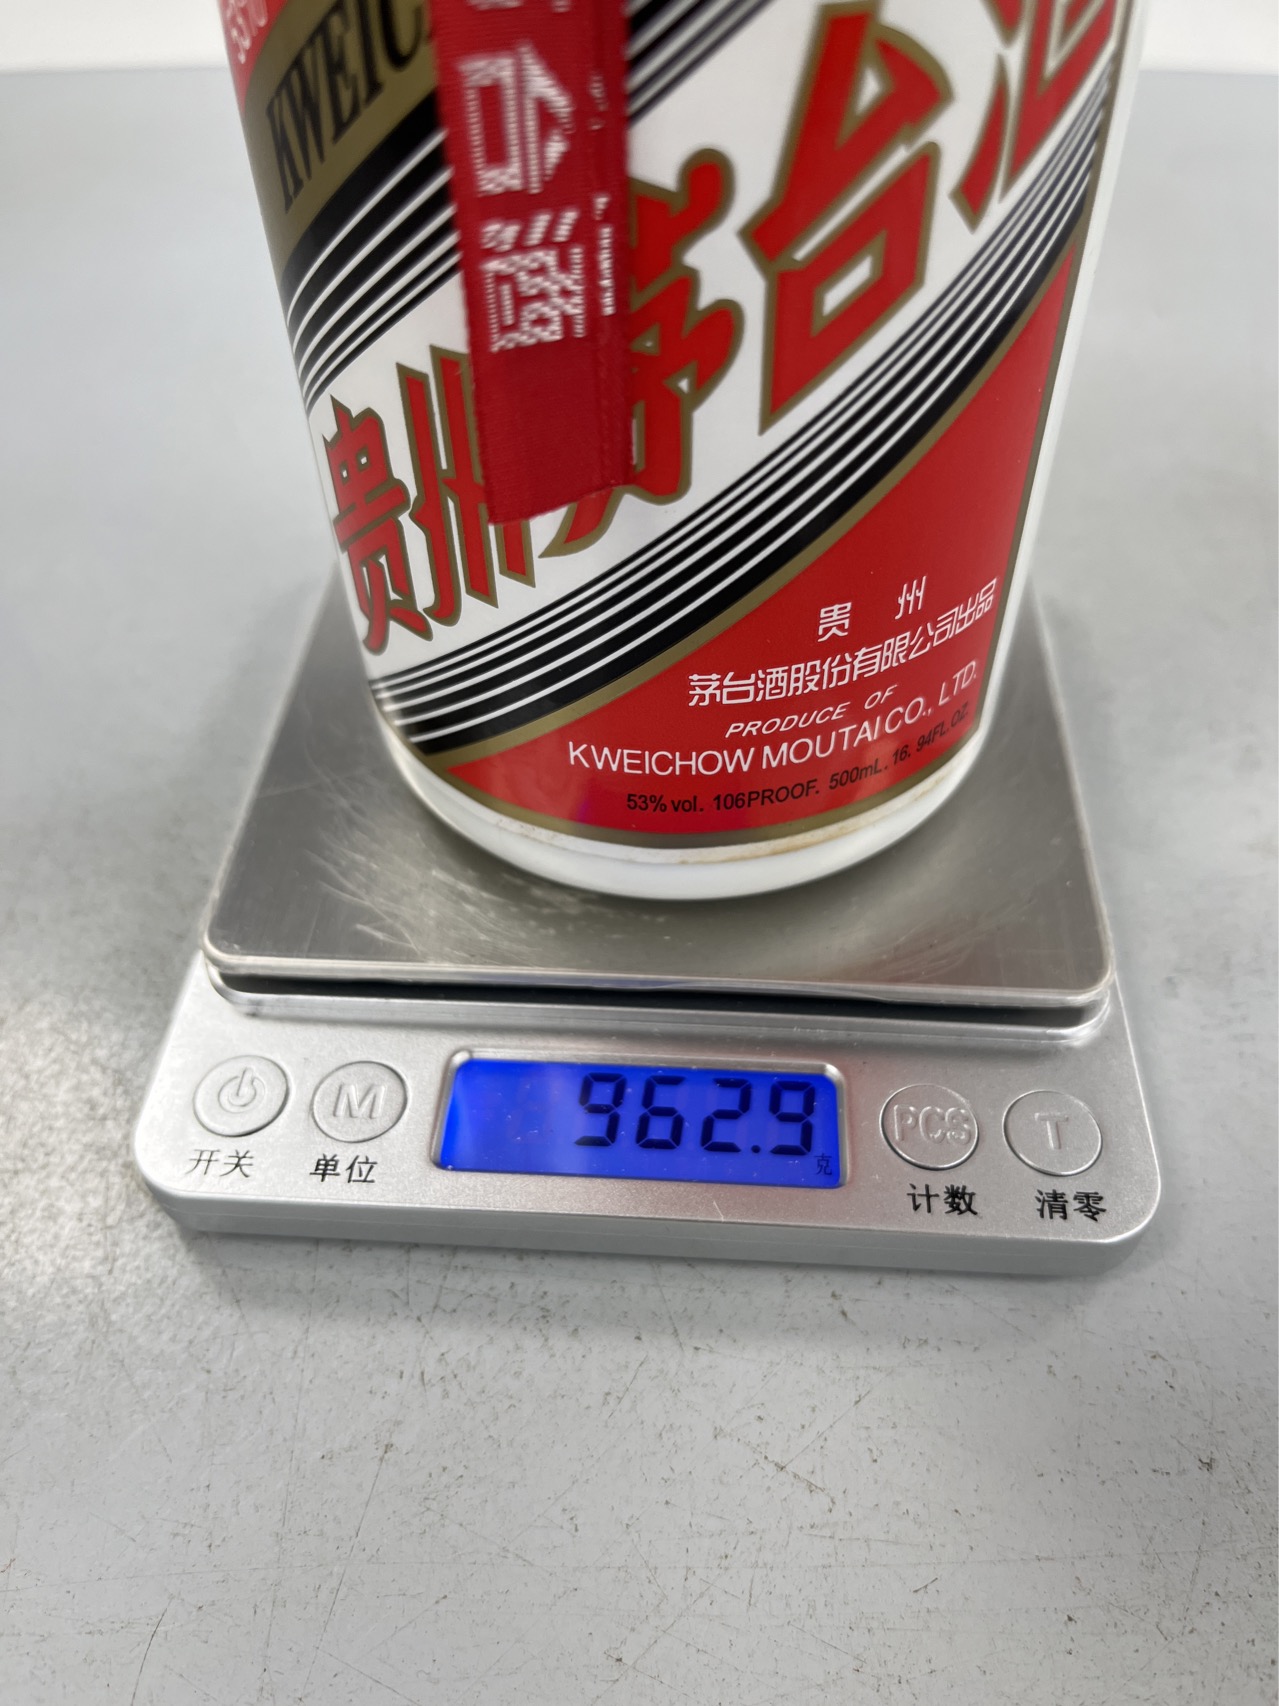 KWEIC
贵州茅台酒
贵 州
茅台酒股份有限公司出品
PRODUCE OF
KWEICHOW MOUTAI CO., LTD.
53% vol. 106PROOF. 500mL. 16. 94FL.OZ.
962.9
克
M
PCS
T
开关
单位
计数
清零